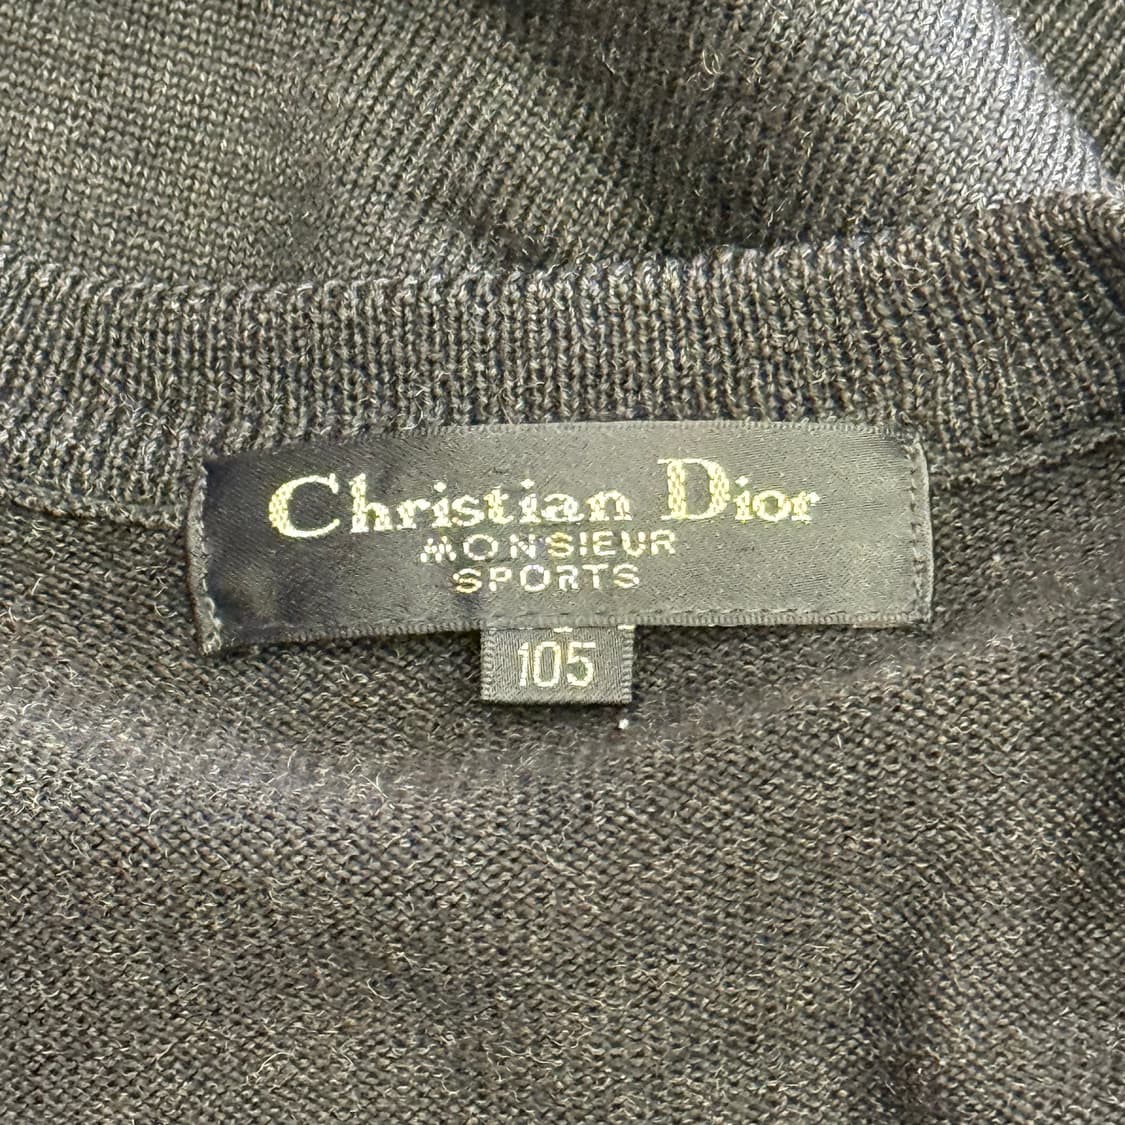 Christian Dior
MONSIEUR
SPORTS
105